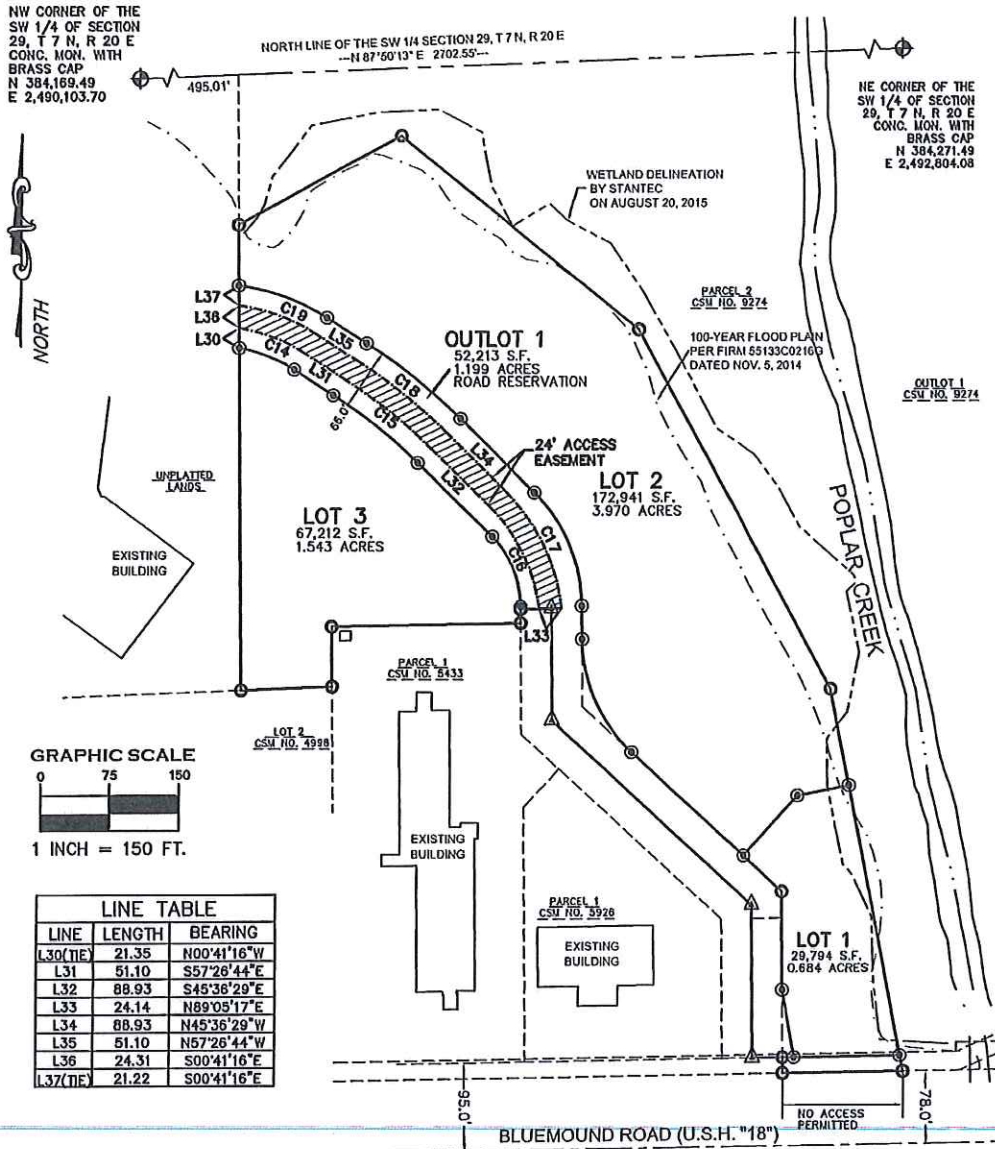 NW CORNER OF THE
SW 1/4 OF SECTION
29, T 7 N, R 20 E
CONC. MON. WITH
BRASS CAP
N 384,169.49
E 2,490,103.70
NORTH LINE OF THE SW 1/4 SECTION 29, T 7 N, R 20 E
---N 87°50'13" E 2702.55'---
495.01'
NE CORNER OF THE
SW 1/4 OF SECTION
29, T 7 N, R 20 E
CONC. MON. WITH
BRASS CAP
N 384,271.49
E 2,492,804.08
NORTH
WETLAND DELINEATION
BY STANTEC
ON AUGUST 20, 2015
PARCEL 2
CSM NO. 9274
100-YEAR FLOOD PLAIN
PER FIRM 55133C0216G
DATED NOV. 5, 2014
OUTLOT 1
CSM NO. 9274
L37
L36
L30
C19
L35
C14
L31
C18
C15
66.0'
L34
L32
C17
C16
L33
OUTLOT 1
52,213 S.F.
1.199 ACRES
ROAD RESERVATION
24' ACCESS
EASEMENT
LOT 2
172,941 S.F.
3.970 ACRES
UNPLATTED
LANDS
LOT 3
67,212 S.F.
1.543 ACRES
EXISTING
BUILDING
POPLAR CREEK
PARCEL 1
CSM NO. 5433
LOT 2
CSM NO. 4998
GRAPHIC SCALE
0 75 150
1 INCH = 150 FT.
EXISTING
BUILDING
PARCEL 1
CSM NO. 5926
EXISTING
BUILDING
LOT 1
29,794 S.F.
0.684 ACRES
LINE TABLE
LINE LENGTH BEARING
L30(TIE) 21.35 N00°41'16"W
L31 51.10 S57°26'44"E
L32 88.93 S45°36'29"E
L33 24.14 N89°05'17"E
L34 88.93 N45°36'29"W
L35 51.10 N57°26'44"W
L36 24.31 S00°41'16"E
L37(TIE) 21.22 S00°41'16"E
95.0'
78.0'
NO ACCESS
PERMITTED
BLUEMOUND ROAD (U.S.H. "18")